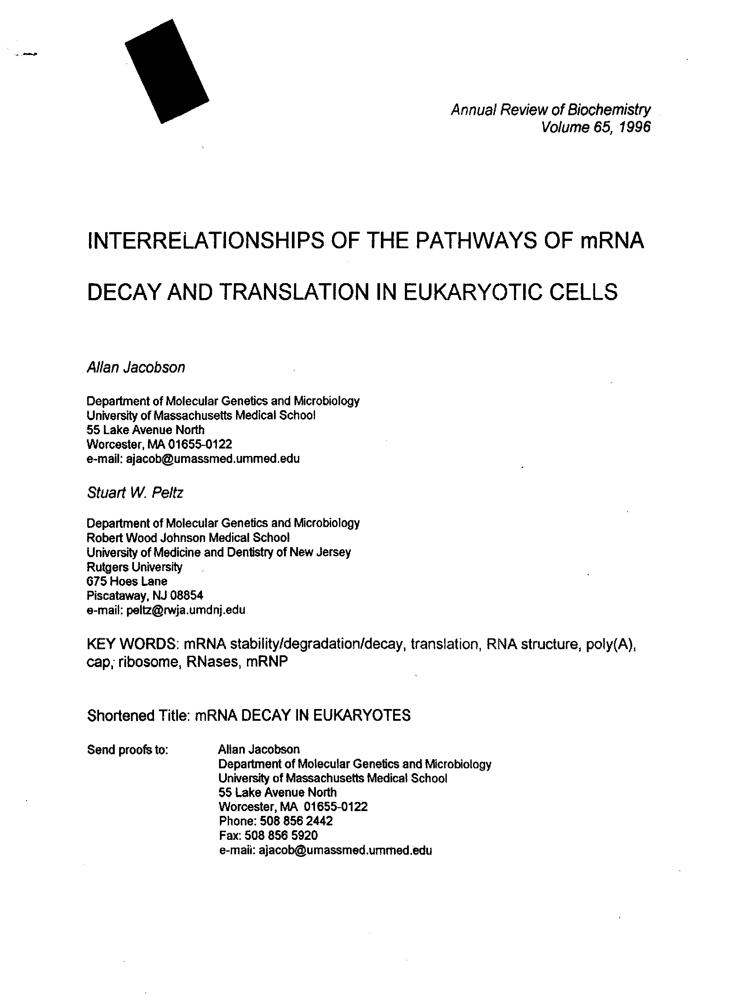 Annual Review of Biochemistry
Volume 65, 1996
INTERRELATIONSHIPS OF THE PATHWAYS OF mRNA
DECAY AND TRANSLATION IN EUKARYOTIC CELLS
Allan Jacobson
Department of Molecular Genetics and Microbiology
University of Massachusetts Medical School
55 Lake Avenue North
Worcester, MA 01655-0122
e-mail: ajacob@umassmed.ummed.edu
Stuart W. Peltz
Department of Molecular Genetics and Microbiology
Robert Wood Johnson Medical School
University of Medicine and Dentistry of New Jersey
Rutgers University
675 Hoes Lane
Piscataway, NJ 08854
e-mail: peltz@rwja.umdnj.edu
KEY WORDS: mRNA stability/degradation/decay, translation, RNA structure, poly(A),
cap, ribosome, RNases, mRNP
Shortened Title: mRNA DECAY IN EUKARYOTES
Send proofs to: Allan Jacobson
Department of Molecular Genetics and Microbiology
University of Massachusetts Medical School
55 Lake Avenue North
Worcester, MA 01655-0122
Phone: 508 856 2442
Fax: 508 856 5920
e-mail: ajacob@umassmed.ummed.edu